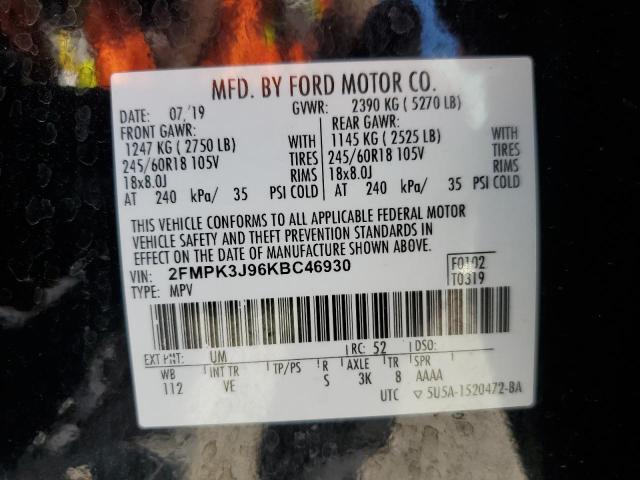 MFD. BY FORD MOTOR CO.
DATE: 07/19 GVWR: 2390 KG ( 5270 LB)
FRONT GAWR: REAR GAWR:
1247 KG ( 2750 LB) WITH 1145 KG ( 2525 LB) WITH
245/60R18 105V TIRES 245/60R18 105V TIRES
18x8.0J RIMS 18x8.0J RIMS
AT 240 kPa/ 35 PSI COLD AT 240 kPa/ 35 PSI COLD
THIS VEHICLE CONFORMS TO ALL APPLICABLE FEDERAL MOTOR
VEHICLE SAFETY AND THEFT PREVENTION STANDARDS IN
EFFECT ON THE DATE OF MANUFACTURE SHOWN ABOVE.
VIN: 2FMPK3J96KBC46930 F0102
TYPE: MPV T0319
EXT PNT: UM RC: 52 DSO:
WB INT TR TP/PS R AXLE TR SPR
112 VE S 3K 8 AAAA
UTC ▽ 5U5A-1520472-BA